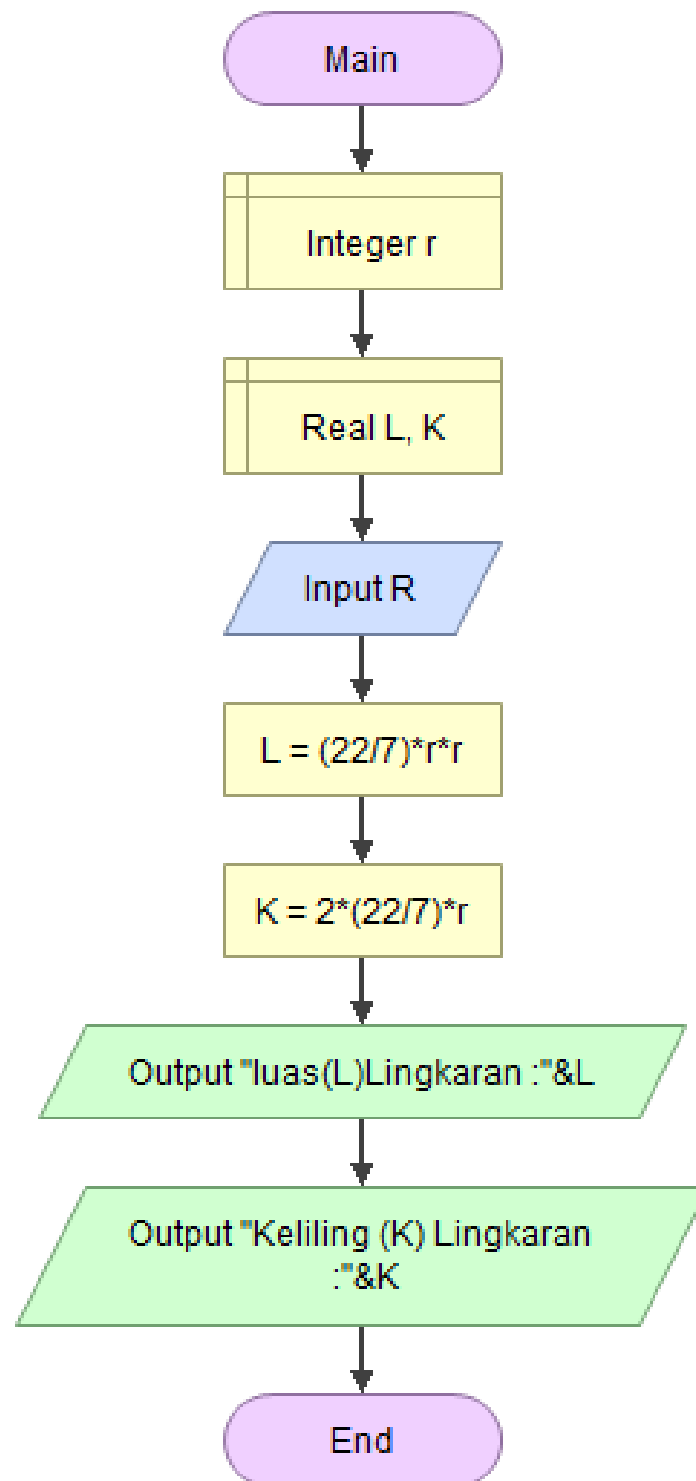 Main
Integer r
Real L, K
Input R
L = (22/7)*r*r
K = 2*(22/7)*r
Output "luas(L)Lingkaran :"&L
Output "Keliling (K) Lingkaran
:"&K
End